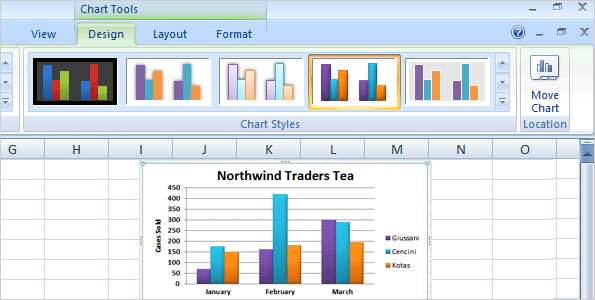 Chart Tools
View Design Layout Format
Move
Chart
Chart Styles Location
G H I J K L M N O
Northwind Traders Tea
Cases Sold
450
400
350
300
250
200
150
100
50
0
January February March
Giussani
Cencini
Kotas